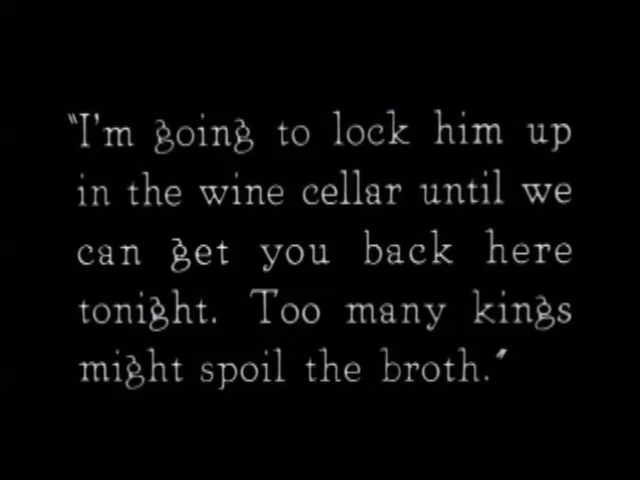 "I'm going to lock him up
in the wine cellar until we
can get you back here
tonight. Too many kings
might spoil the broth."